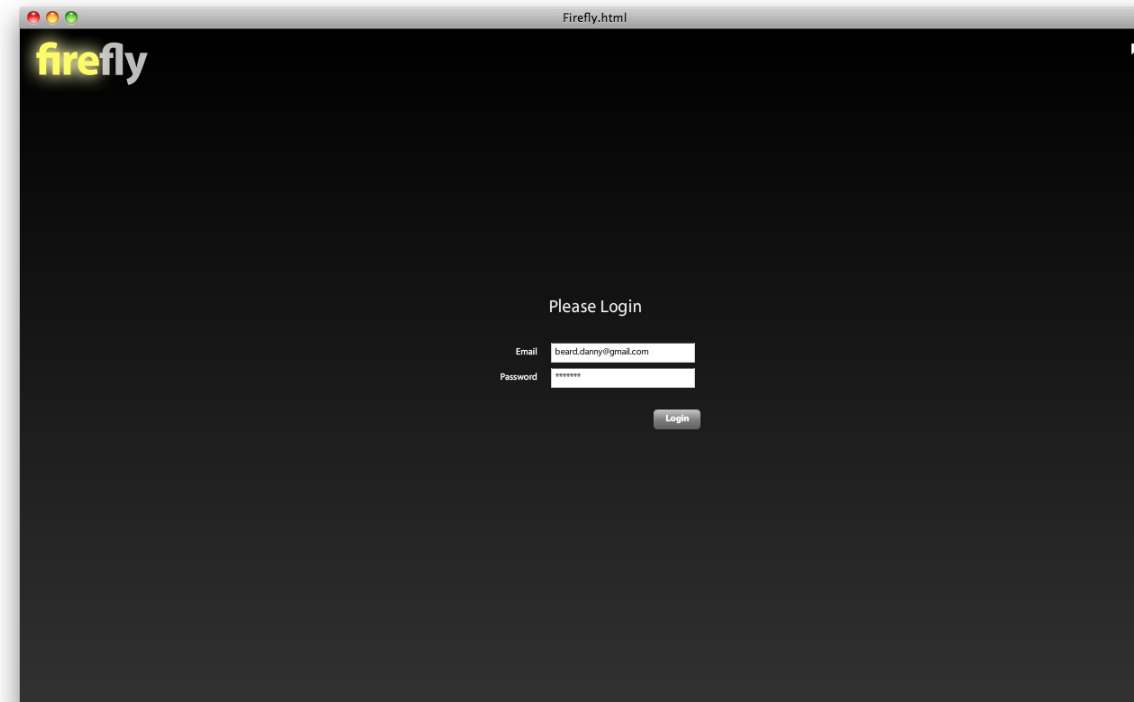 Firefly.html
firefly
Please Login
Email beard.danny@gmail.com
Password *******
Login